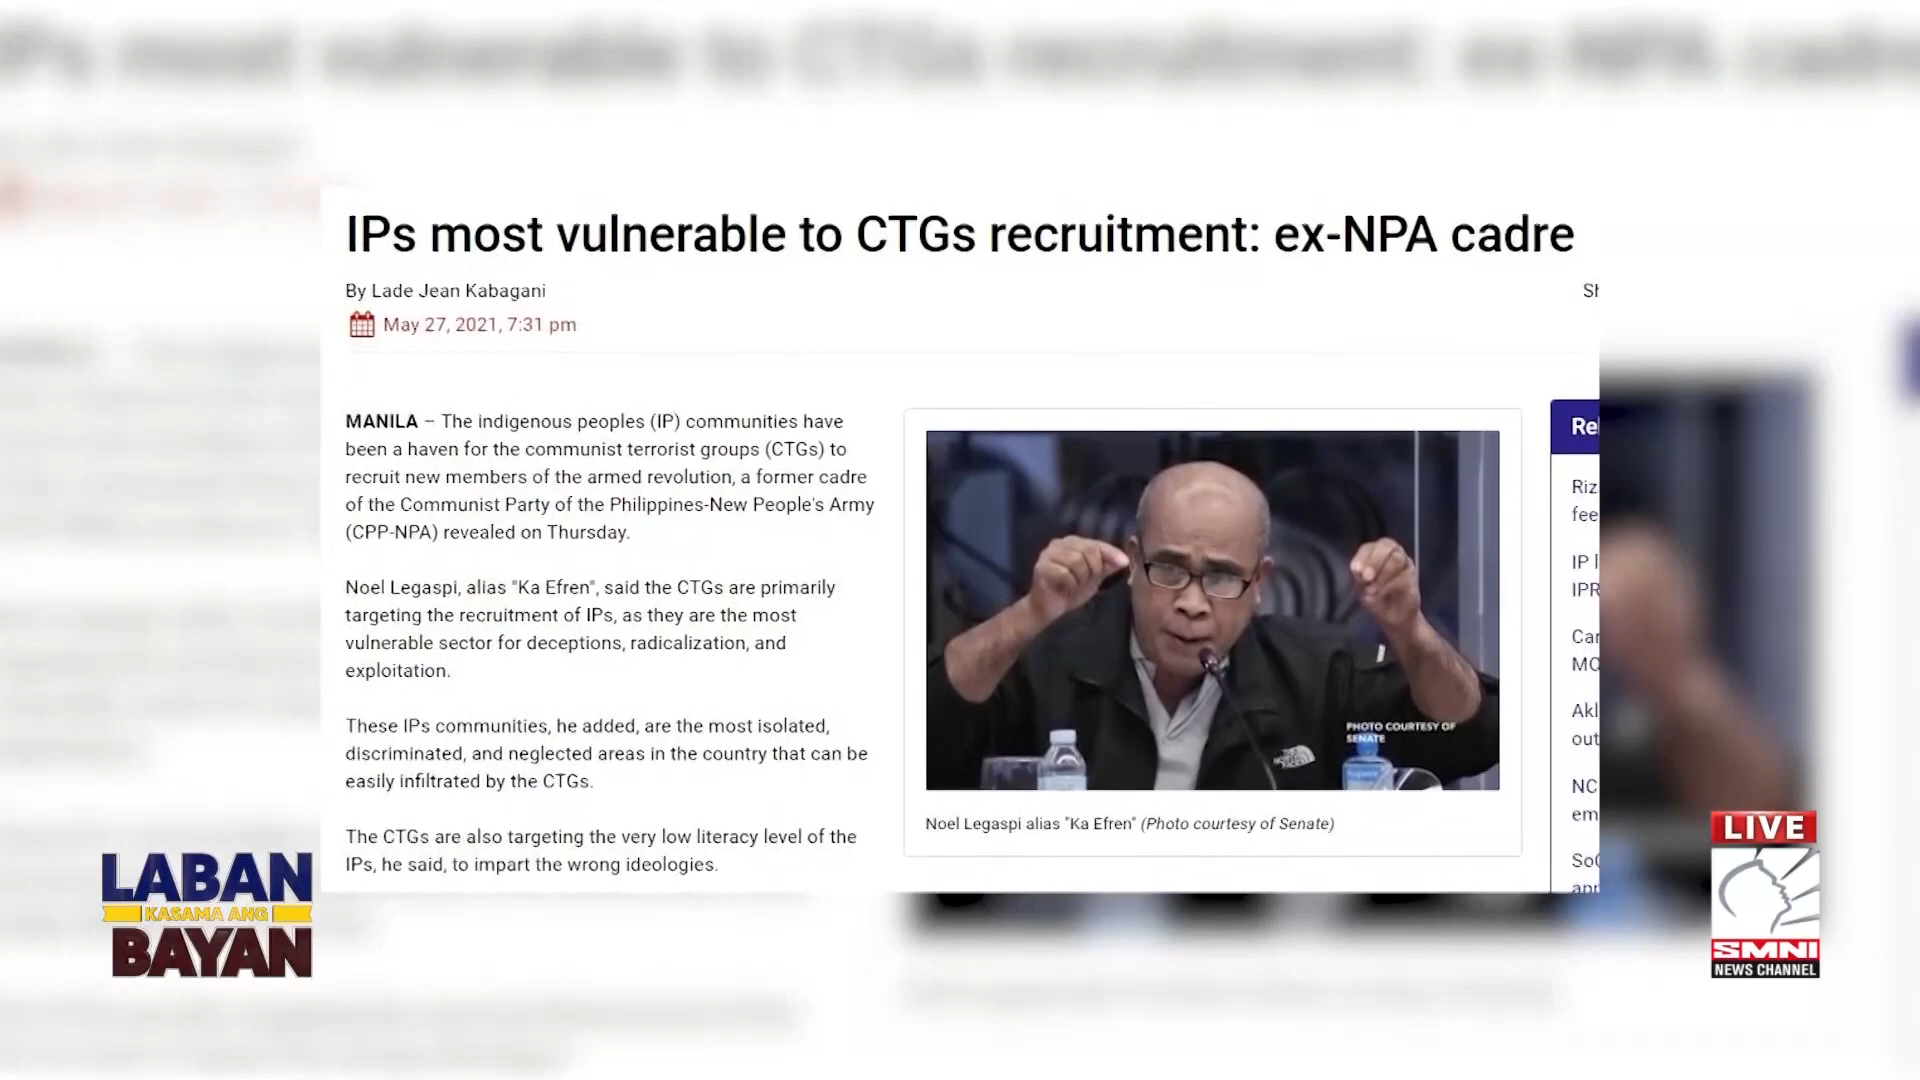 IPs most vulnerable to CTGs recruitment: ex-NPA cadre
By Lade Jean Kabagani
May 27, 2021, 7:31 pm
MANILA – The indigenous peoples (IP) communities have
been a haven for the communist terrorist groups (CTGs) to
recruit new members of the armed revolution, a former cadre
of the Communist Party of the Philippines-New People's Army
(CPP-NPA) revealed on Thursday.
Noel Legaspi, alias "Ka Efren", said the CTGs are primarily
targeting the recruitment of IPs, as they are the most
vulnerable sector for deceptions, radicalization, and
exploitation.
These IPs communities, he added, are the most isolated,
discriminated, and neglected areas in the country that can be
easily infiltrated by the CTGs.
The CTGs are also targeting the very low literacy level of the
IPs, he said, to impart the wrong ideologies.
PHOTO COURTESY OF
SENATE
Noel Legaspi alias "Ka Efren" (Photo courtesy of Senate)
LABAN
KASAMA ANG
BAYAN
LIVE
SMNI
NEWS CHANNEL